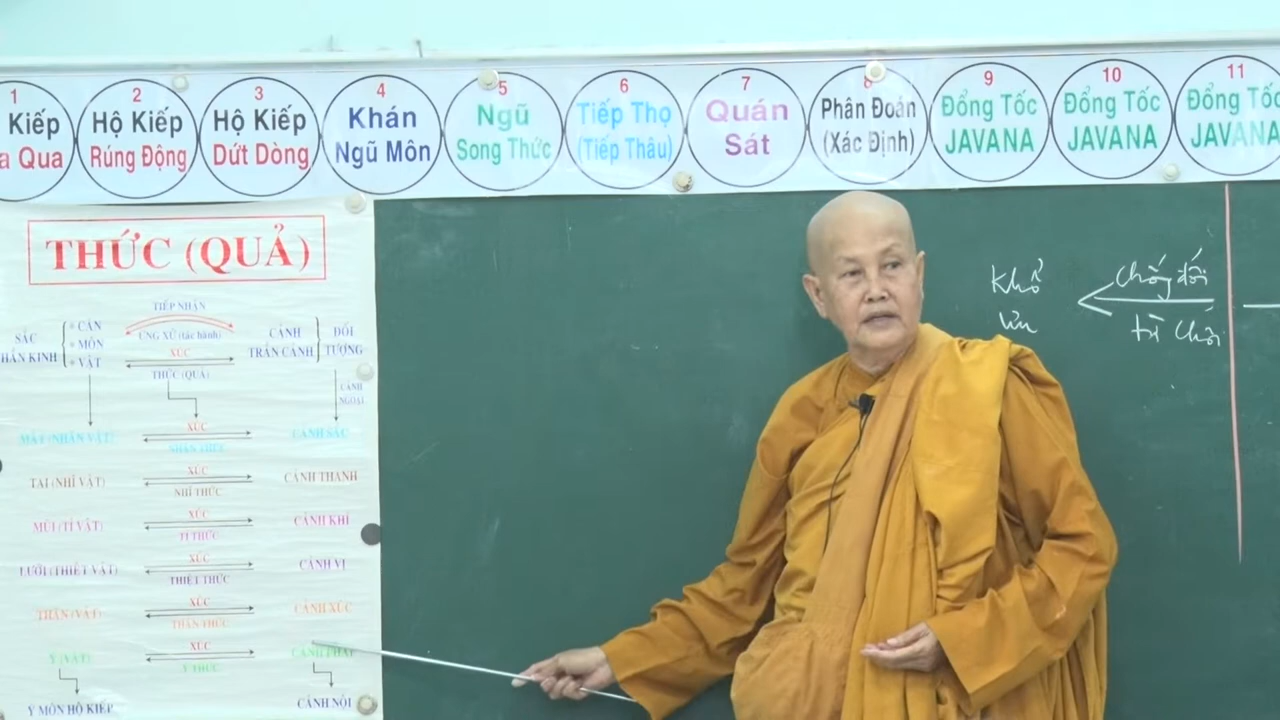 1
Kiếp
a Qua
2
Hộ Kiếp
Rúng Động
3
Hộ Kiếp
Dứt Dòng
4
Khán
Ngũ Môn
5
Ngũ
Song Thức
6
Tiếp Thọ
(Tiếp Thâu)
7
Quán
Sát
8
Phân Đoán
(Xác Định)
9
Đổng Tốc
JAVANA
10
Đổng Tốc
JAVANA
11
Đổng Tốc
JAVANA
THỨC (QUẢ)
TIẾP NHẬN
ỨNG XỬ (tác hành)
SẮC
THẦN KINH
+ CĂN
+ MÔN
+ VẬT
XÚC
THỨC (QUẢ)
CẢNH
TRẦN CẢNH
ĐỐI
TƯỢNG
CẢNH
NGOẠI
MẮT (NHÃN VẬT)
XÚC
NHÃN THỨC
CẢNH SẮC
TAI (NHĨ VẬT)
XÚC
NHĨ THỨC
CẢNH THANH
MŨI (TỈ VẬT)
XÚC
TỈ THỨC
CẢNH KHÍ
LƯỠI (THIỆT VẬT)
XÚC
THIỆT THỨC
CẢNH VỊ
THÂN (VẬT)
XÚC
THÂN THỨC
CẢNH XÚC
Ý (VẬT)
XÚC
Ý THỨC
CẢNH PHÁP
Ý MÔN HỘ KIẾP
CẢNH NỘI
Khổ
ưu
chống đối
từ chối